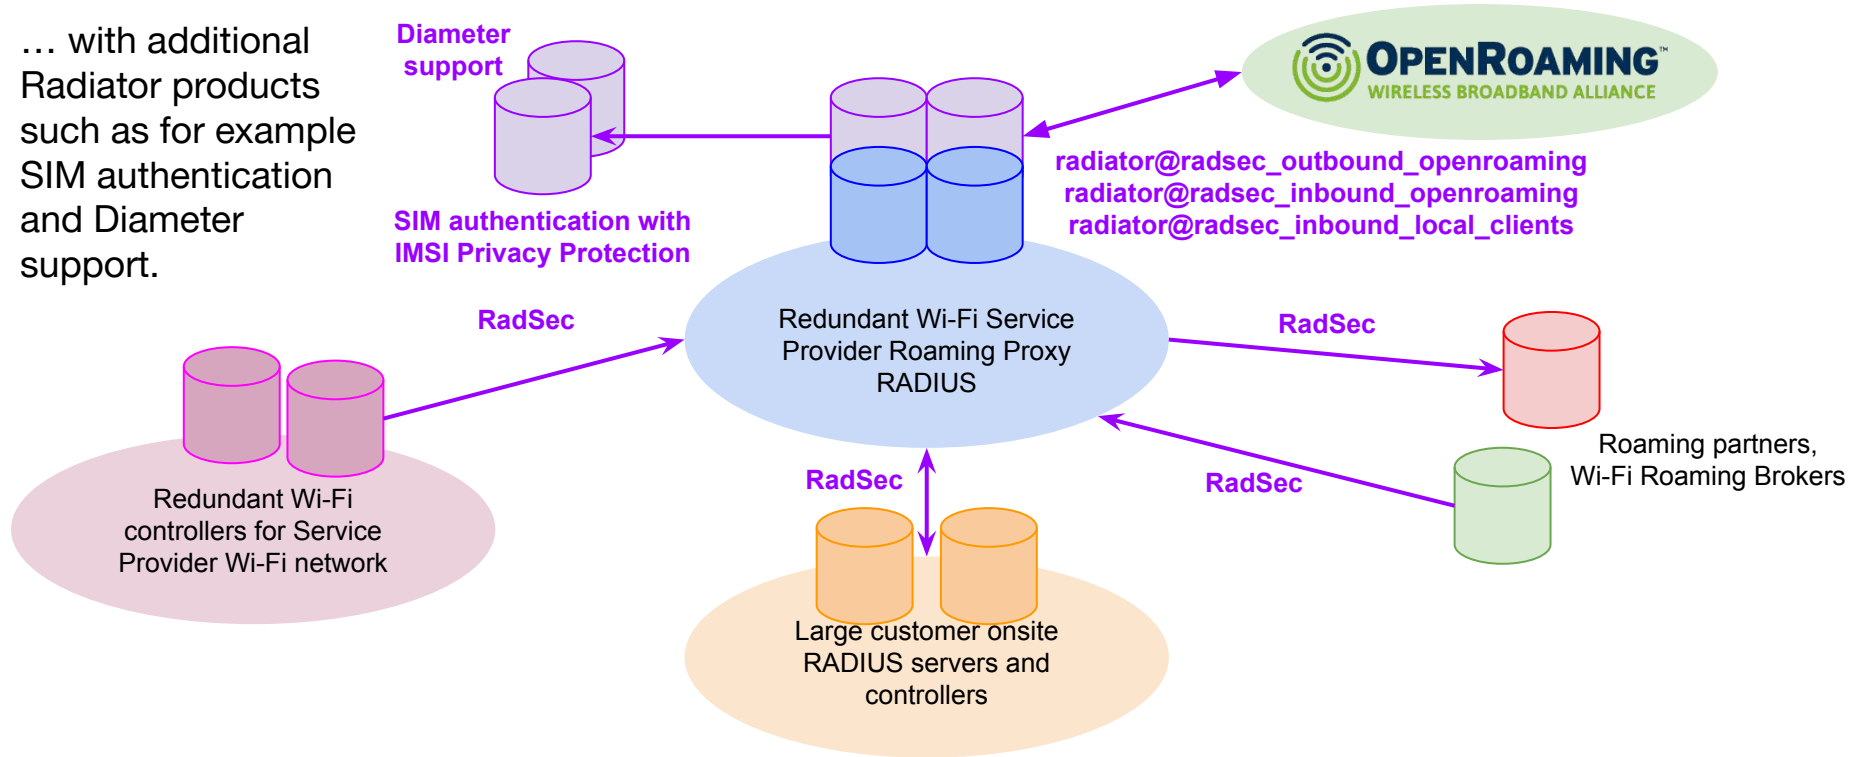 … with additional
Radiator products
such as for example
SIM authentication
and Diameter
support.
Diameter
support
SIM authentication with
IMSI Privacy Protection
OPENROAMING™
WIRELESS BROADBAND ALLIANCE
radiator@radsec_outbound_openroaming
radiator@radsec_inbound_openroaming
radiator@radsec_inbound_local_clients
RadSec
Redundant Wi-Fi Service
Provider Roaming Proxy
RADIUS
RadSec
Roaming partners,
Wi-Fi Roaming Brokers
RadSec
RadSec
Redundant Wi-Fi
controllers for Service
Provider Wi-Fi network
Large customer onsite
RADIUS servers and
controllers